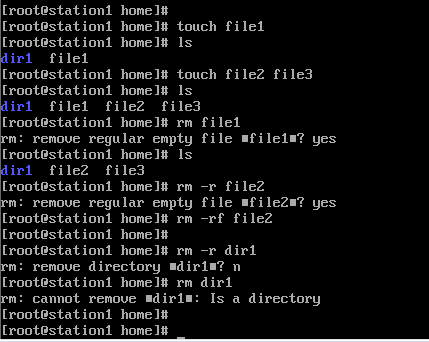 [root@station1 home]#
[root@station1 home]# touch file1
[root@station1 home]# ls
dir1  file1
[root@station1 home]# touch file2 file3
[root@station1 home]# ls
dir1  file1  file2  file3
[root@station1 home]# rm file1
rm: remove regular empty file ■file1■? yes
[root@station1 home]# ls
dir1  file2  file3
[root@station1 home]# rm -r file2
rm: remove regular empty file ■file2■? yes
[root@station1 home]# rm -rf file2
[root@station1 home]#
[root@station1 home]# rm -r dir1
rm: remove directory ■dir1■? n
[root@station1 home]# rm dir1
rm: cannot remove ■dir1■: Is a directory
[root@station1 home]#
[root@station1 home]# _